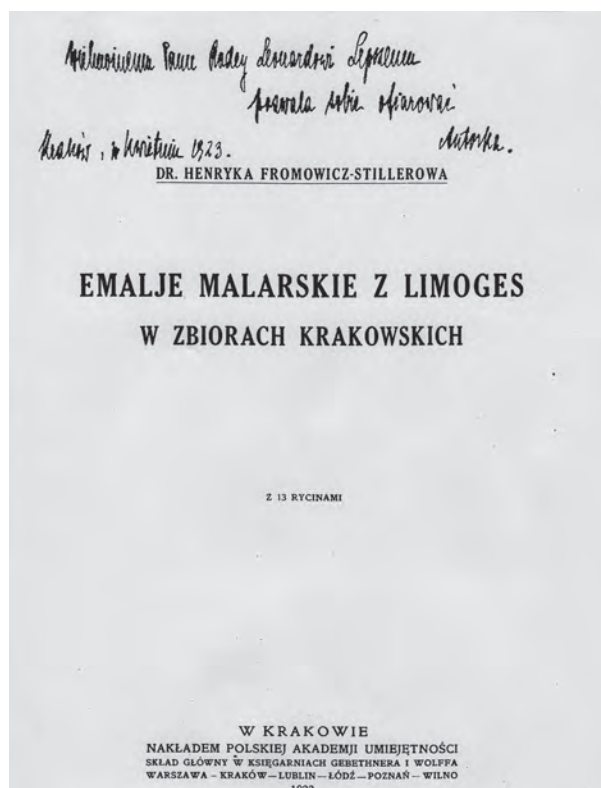 Wielmożnemu Panu Radcy Leonardowi Lepszemu
pozwala sobie ofiarować
Kraków, w kwietniu 1923. Autorka.
DR. HENRYKA FROMOWICZ-STILLEROWA
EMALJE MALARSKIE Z LIMOGES
W ZBIORACH KRAKOWSKICH
Z 13 RYCINAMI
W KRAKOWIE
NAKŁADEM POLSKIEJ AKADEMJI UMIEJĘTNOŚCI
SKŁAD GŁÓWNY W KSIĘGARNIACH GEBETHNERA I WOLFFA
WARSZAWA – KRAKÓW — LUBLIN — ŁÓDŹ — POZNAŃ — WILNO